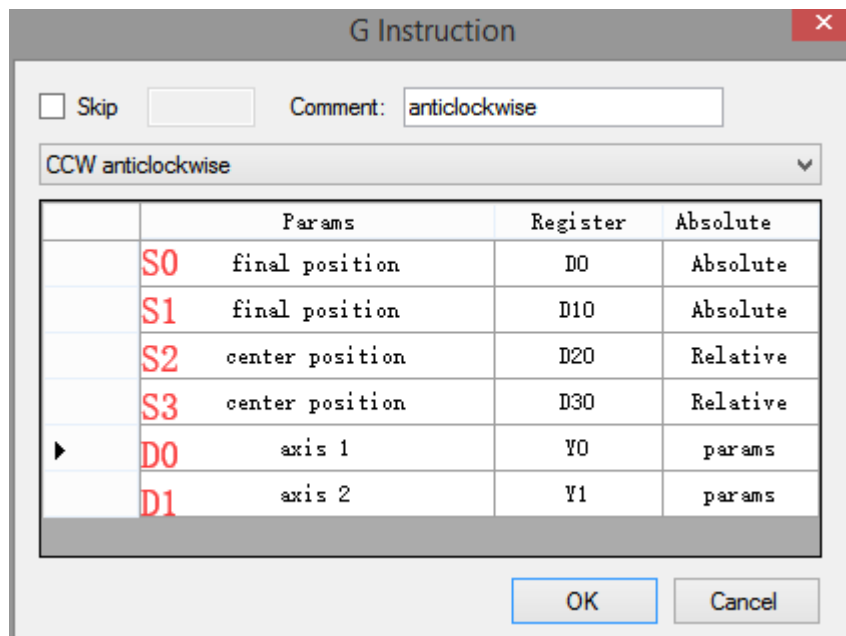 G Instruction
Skip Comment: anticlockwise
CCW anticlockwise
Params Register Absolute
S0 final position D0 Absolute
S1 final position D10 Absolute
S2 center position D20 Relative
S3 center position D30 Relative
D0 axis 1 Y0 params
D1 axis 2 Y1 params
OK Cancel